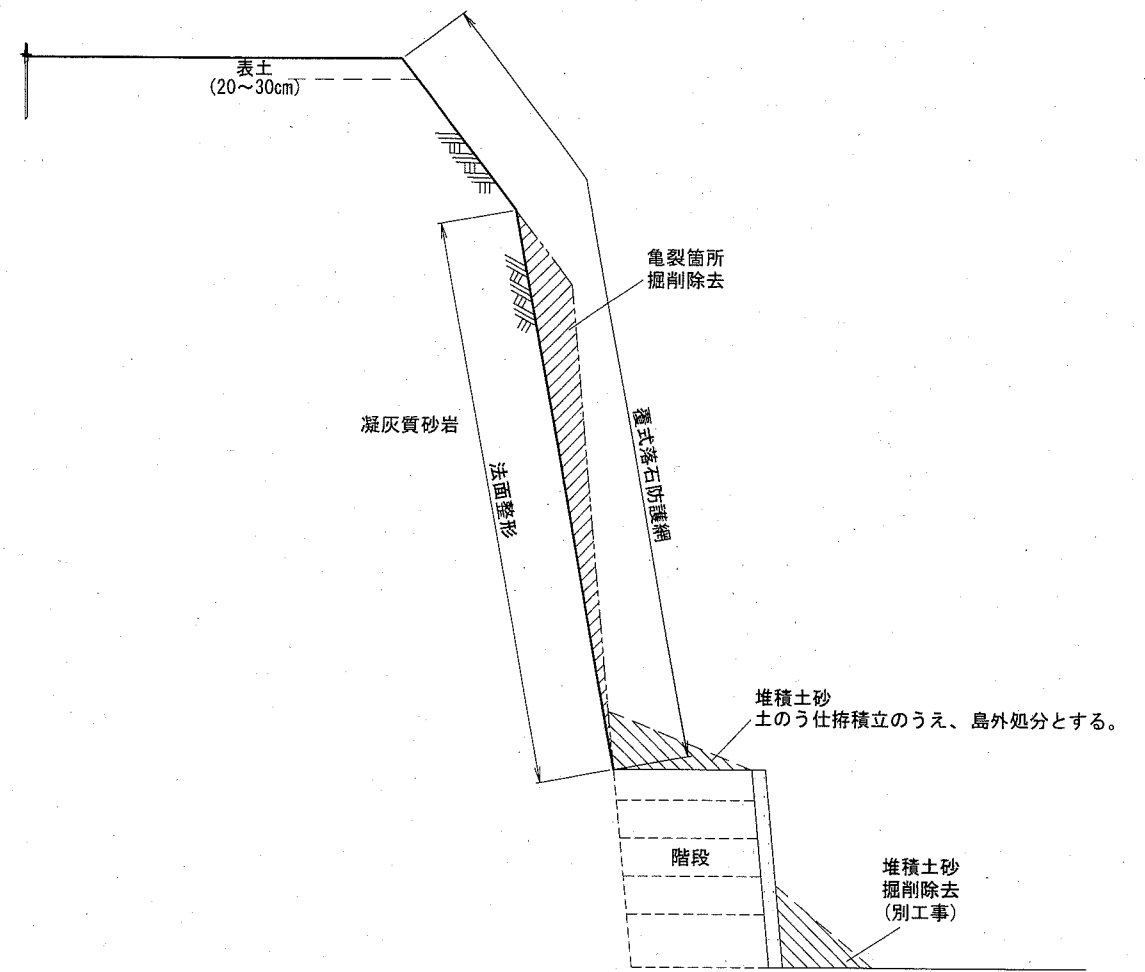 表土
(20～30cm)
亀裂箇所
掘削除去
凝灰質砂岩
法面整形
覆式落石防護網
堆積土砂
土のう仕拵積立のうえ、島外処分とする。
階段
堆積土砂
掘削除去
(別工事)